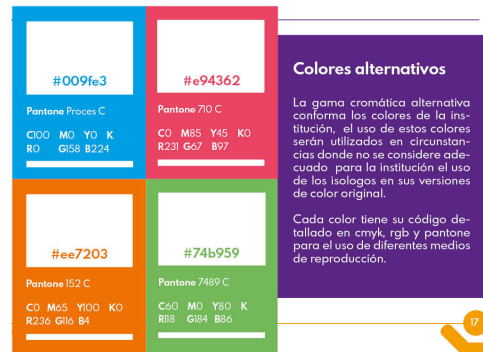 #009fe3
Pantone Proces C
C100 M0 Y0 K
R0 G158 B224
#e94362
Pantone 710 C
C0 M85 Y45 K0
R231 G67 B97
#ee7203
Pantone 152 C
C0 M65 Y100 K0
R236 G116 B4
#74b959
Pantone 7489 C
C60 M0 Y80 K
R118 G184 B86
Colores alternativos
La gama cromática alternativa
conforma los colores de la ins-
titución, el uso de estos colores
serán utilizados en circunstan-
cias donde no se considere ade-
cuado para la institución el uso
de los isologos en sus versiones
de color original.
Cada color tiene su código de-
tallado en cmyk, rgb y pantone
para el uso de diferentes medios
de reproducción.
17